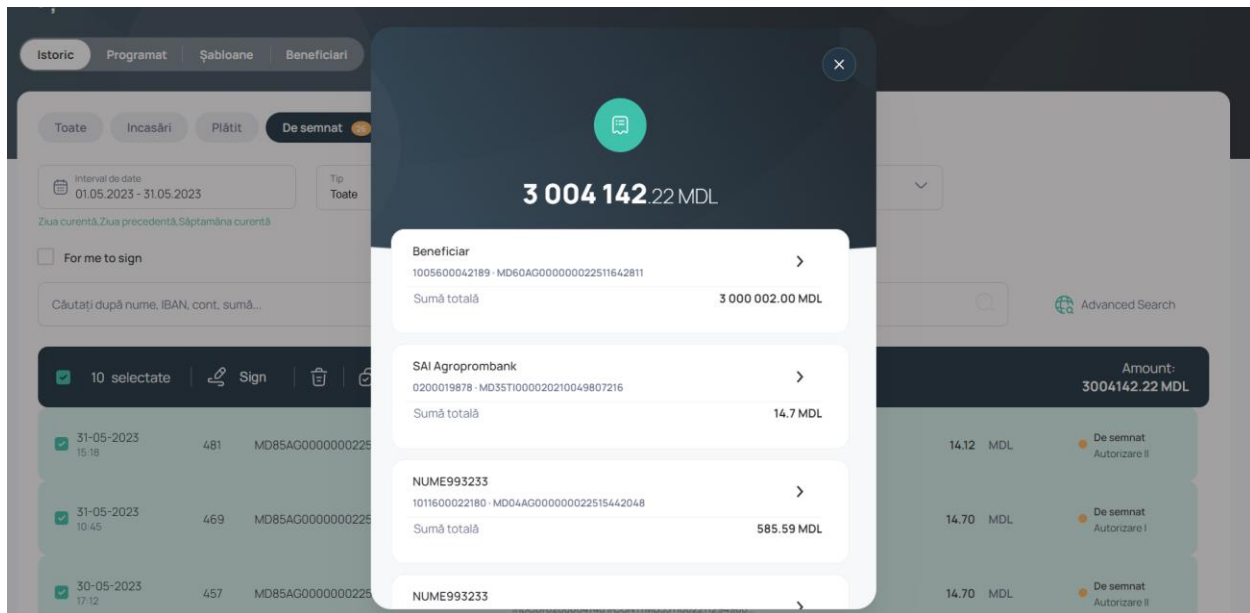 Istoric Programat Șabloane Beneficiari
Toate Incasări Plătit De semnat
3 004 142.22 MDL
Interval de date
01.05.2023 - 31.05.2023
Tip
Toate
Ziua curentă,Ziua precedentă,Săptamâna curentă
For me to sign
Căutați după nume, IBAN, cont, sumă...
Advanced Search
Beneficiar
1005600042189 · MD60AG000000022511642811
Sumă totală 3 000 002.00 MDL
SAI Agroprombank
0200019878 · MD35TI000020210049807216
Sumă totală 14.7 MDL
NUME993233
1011600022180 · MD04AG000000022515442048
Sumă totală 585.59 MDL
NUME993233
10 selectate Sign
Amount:
3004142.22 MDL
31-05-2023
15:18
481 MD85AG0000000225 14.12 MDL
De semnat
Autorizare II
31-05-2023
10:45
469 MD85AG0000000225 14.70 MDL
De semnat
Autorizare I
30-05-2023
17:12
457 MD85AG0000000225 14.70 MDL
De semnat
Autorizare II